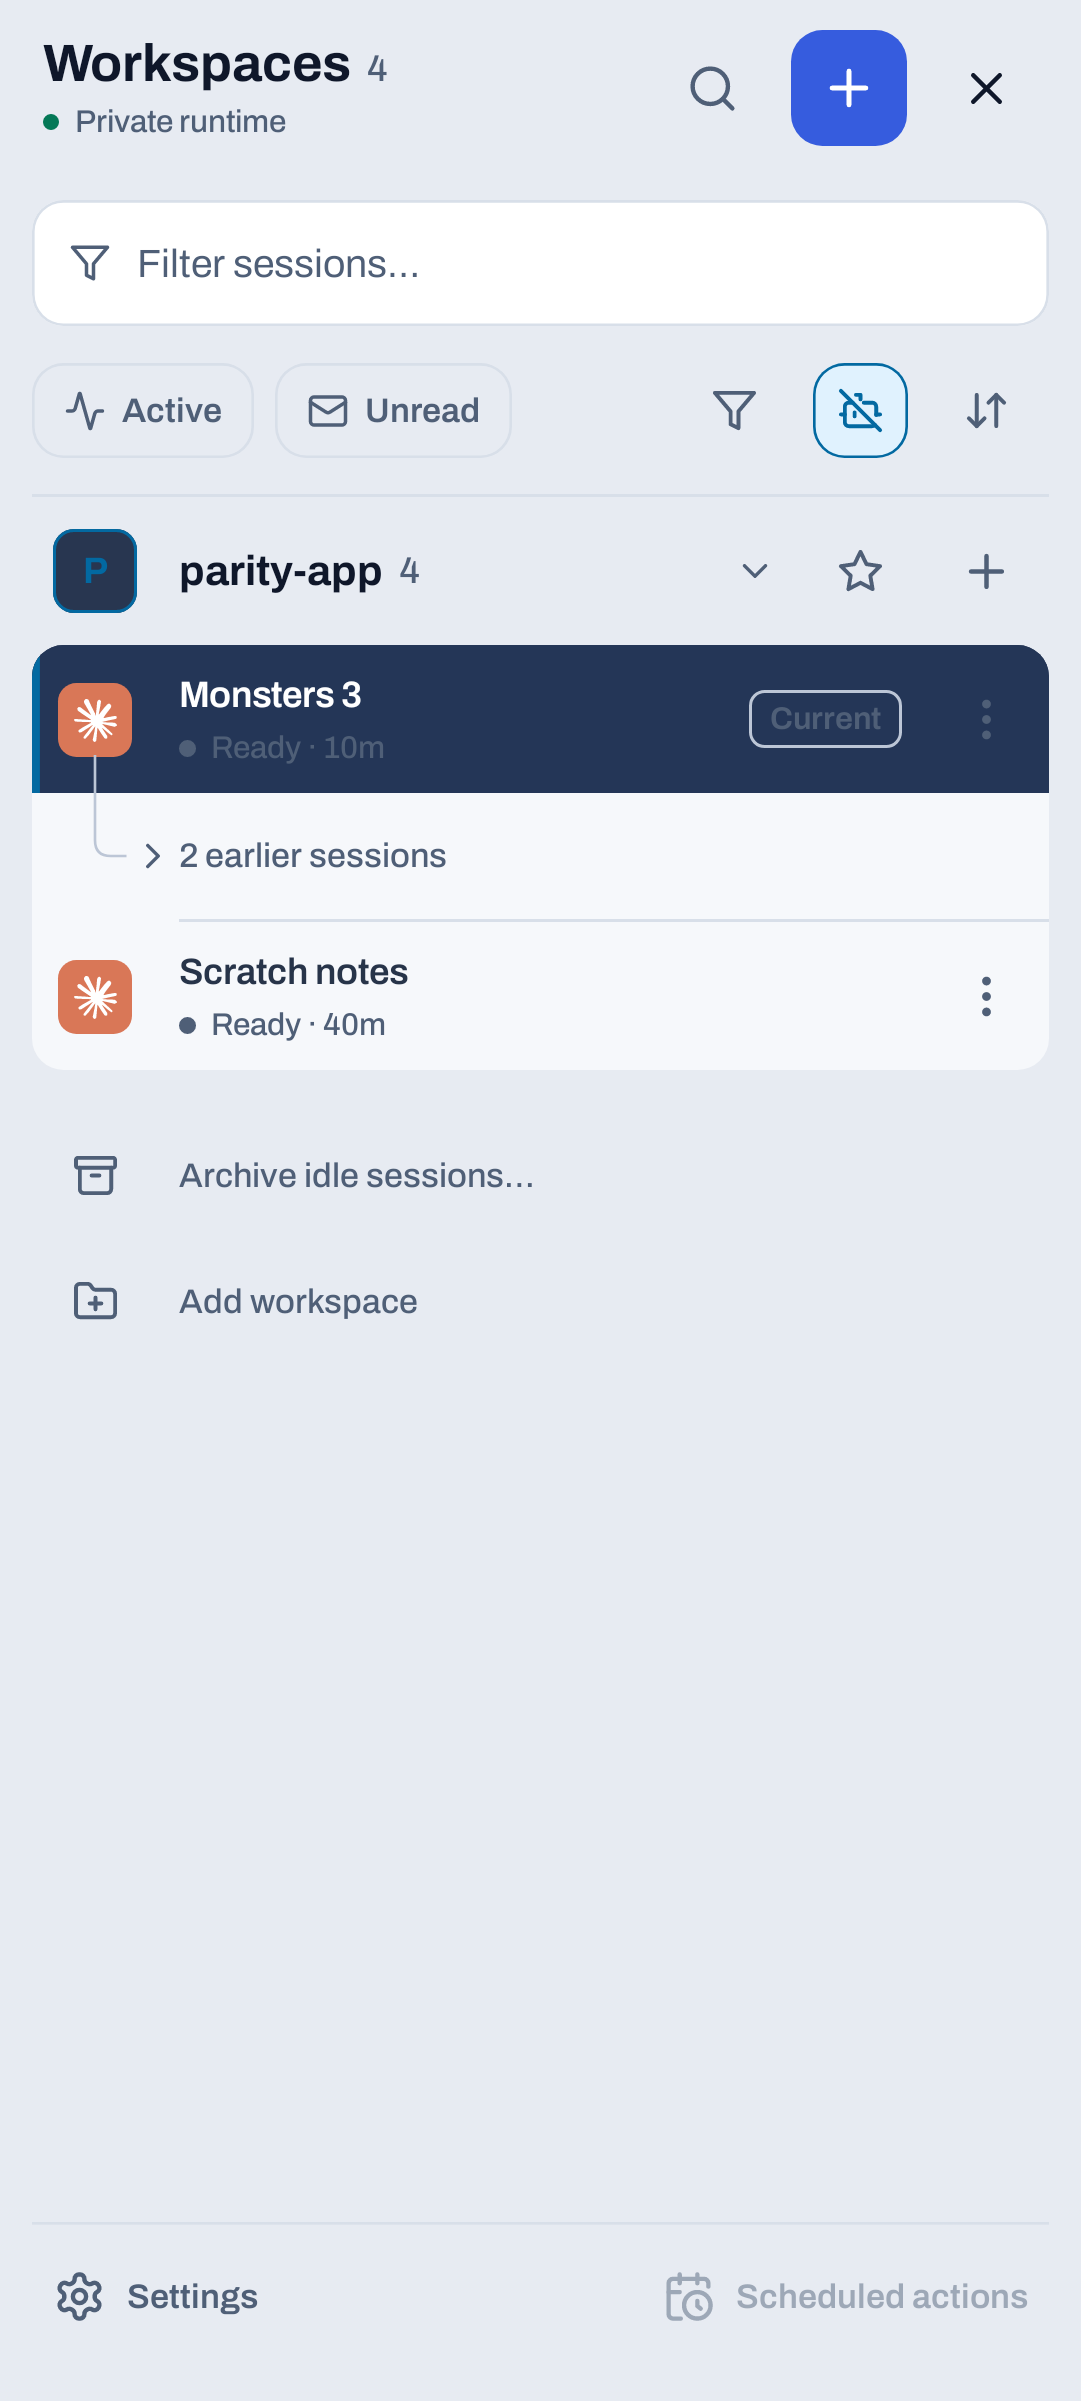 Workspaces 4
Private runtime
Filter sessions...
Active
Unread
P
parity-app 4
Monsters 3
Ready · 10m
Current
2 earlier sessions
Scratch notes
Ready · 40m
Archive idle sessions...
Add workspace
Settings
Scheduled actions